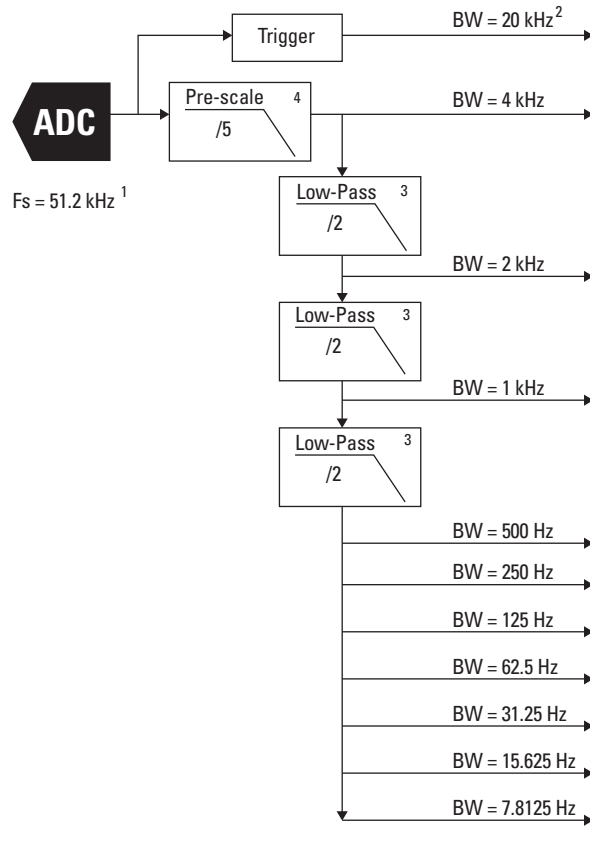 BW = 20 kHz2
Trigger
Pre-scale 4
/5
BW = 4 kHz
ADC
Fs = 51.2 kHz 1
Low-Pass 3
/2
BW = 2 kHz
Low-Pass 3
/2
BW = 1 kHz
Low-Pass 3
/2
BW = 500 Hz
BW = 250 Hz
BW = 125 Hz
BW = 62.5 Hz
BW = 31.25 Hz
BW = 15.625 Hz
BW = 7.8125 Hz